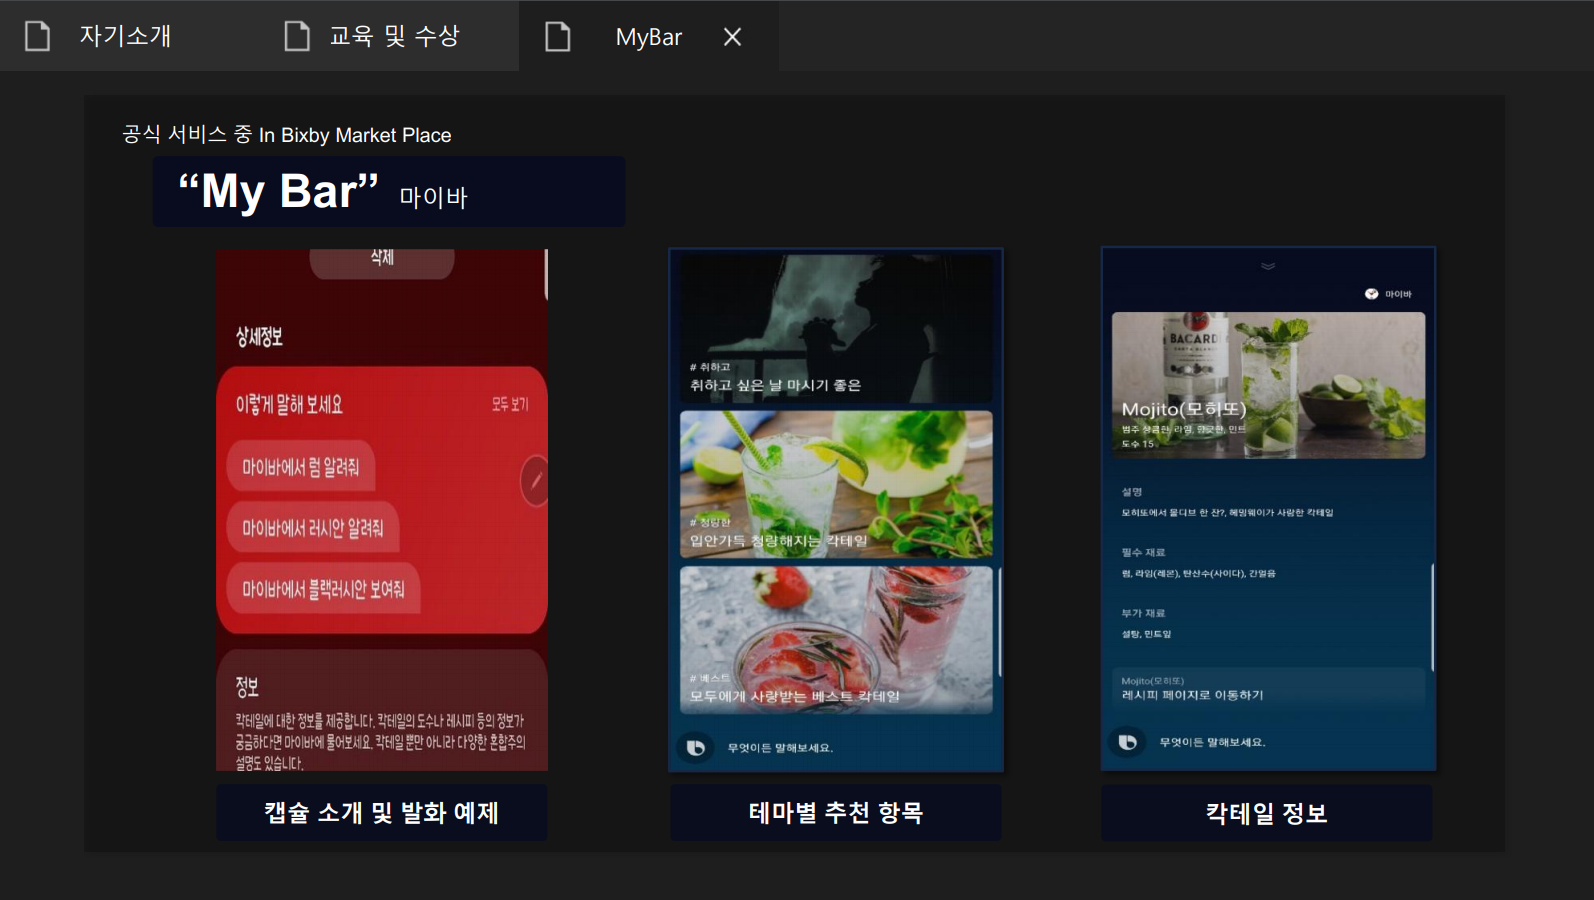 자기소개
교육 및 수상
MyBar
공식 서비스 중 In Bixby Market Place
“My Bar” 마이바
삭제
상세정보
이렇게 말해 보세요
모두 보기
마이바에서 럼 알려줘
마이바에서 러시안 알려줘
마이바에서 블랙러시안 보여줘
정보
칵테일에 대한 정보를 제공합니다. 칵테일의 도수나 레시피 등의 정보가
궁금하다면 마이바에 물어보세요. 칵테일 뿐만 아니라 다양한 혼합주의
설명도 있습니다.
캡슐 소개 및 발화 예제
# 취하고
취하고 싶은 날 마시기 좋은
# 청량한
입안가득 청량해지는 칵테일
# 베스트
모두에게 사랑받는 베스트 칵테일
무엇이든 말해보세요.
테마별 추천 항목
마이바
BACARDI
Mojito(모히또)
범주 상큼한, 라임, 향긋한, 민트
도수 15
설명
모히또에서 몰디브 한 잔?, 헤밍웨이가 사랑한 칵테일
필수 재료
럼, 라임(레몬), 탄산수(사이다), 간얼음
부가 재료
설탕, 민트잎
Mojito(모히또)
레시피 페이지로 이동하기
무엇이든 말해보세요.
칵테일 정보